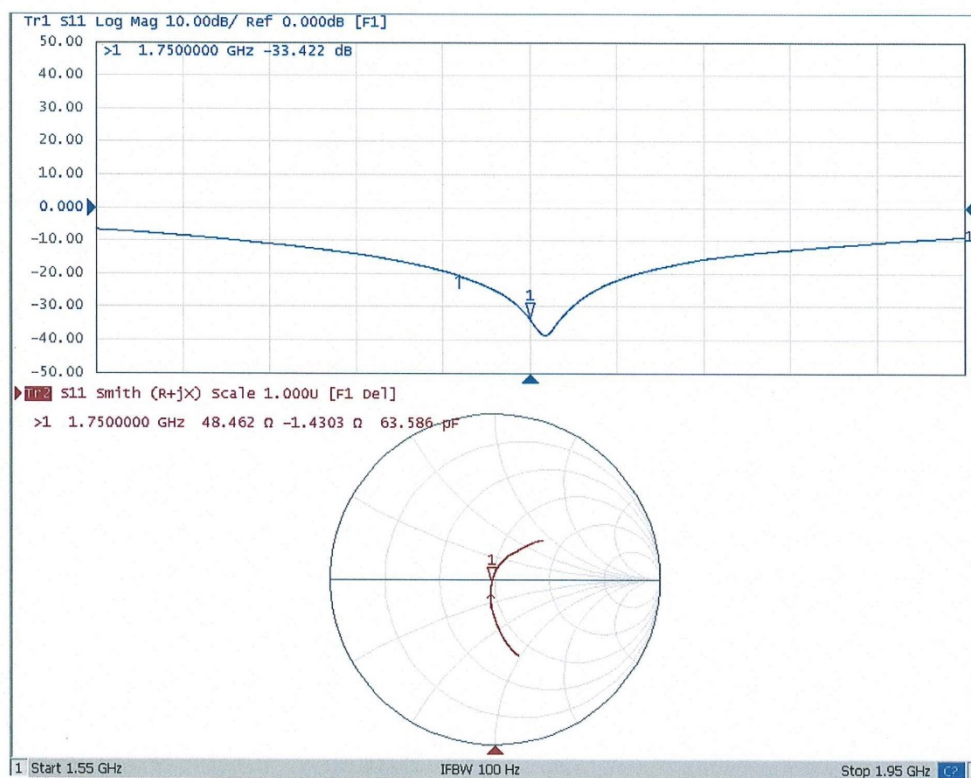 Tr1 S11 Log Mag 10.00dB/ Ref 0.000dB [F1]
50.00
>1 1.7500000 GHz -33.422 dB
40.00
30.00
20.00
10.00
0.000
-10.00
1
-20.00
1
-30.00
-40.00
-50.00
Tr2 S11 Smith (R+jX) Scale 1.000U [F1 Del]
>1 1.7500000 GHz 48.462 Ω -1.4303 Ω 63.586 pF
1
1 Start 1.55 GHz IFBW 100 Hz Stop 1.95 GHz C?